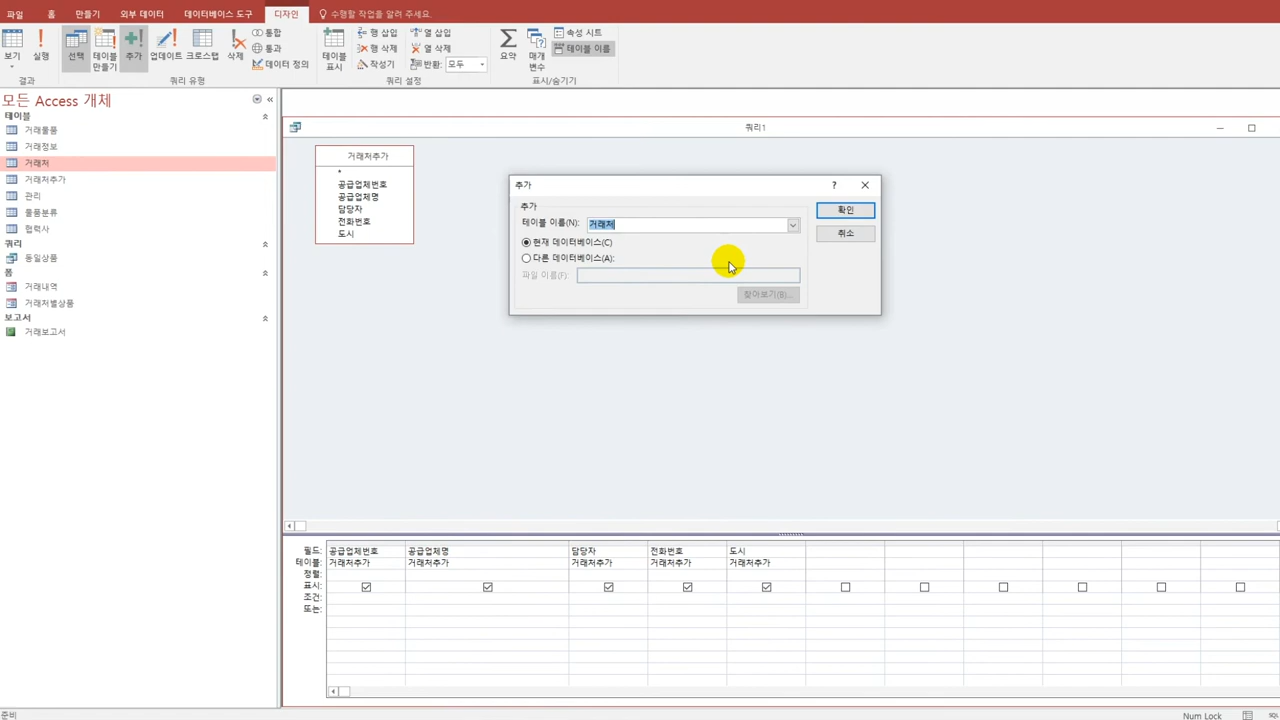 파일 홈 만들기 외부 데이터 데이터베이스 도구 디자인 수행할 작업을 알려 주세요.
보기 실행 선택 테이블 만들기 추가 업데이트 크로스탭 삭제 통합 통과 데이터 정의 테이블 표시 행 삽입 행 삭제 작성기 열 삽입 열 삭제 반환: 모두 요약 매개 변수 속성 시트 테이블 이름
결과 쿼리 유형 쿼리 설정 표시/숨기기
모든 Access 개체
테이블
거래물품
거래정보
거래처
거래처추가
관리
물품분류
협력사
쿼리
동일상품
폼
거래내역
거래처별상품
보고서
거래보고서
쿼리1
거래처추가
*
공급업체번호
공급업체명
담당자
전화번호
도시
추가 ?
추가
테이블 이름(N): 거래처
현재 데이터베이스(C)
다른 데이터베이스(A):
파일 이름(F):
찾아보기(B)...
확인
취소
필드: 공급업체번호 공급업체명 담당자 전화번호 도시
테이블: 거래처추가 거래처추가 거래처추가 거래처추가 거래처추가
정렬:
표시:
조건:
또는:
준비 Num Lock